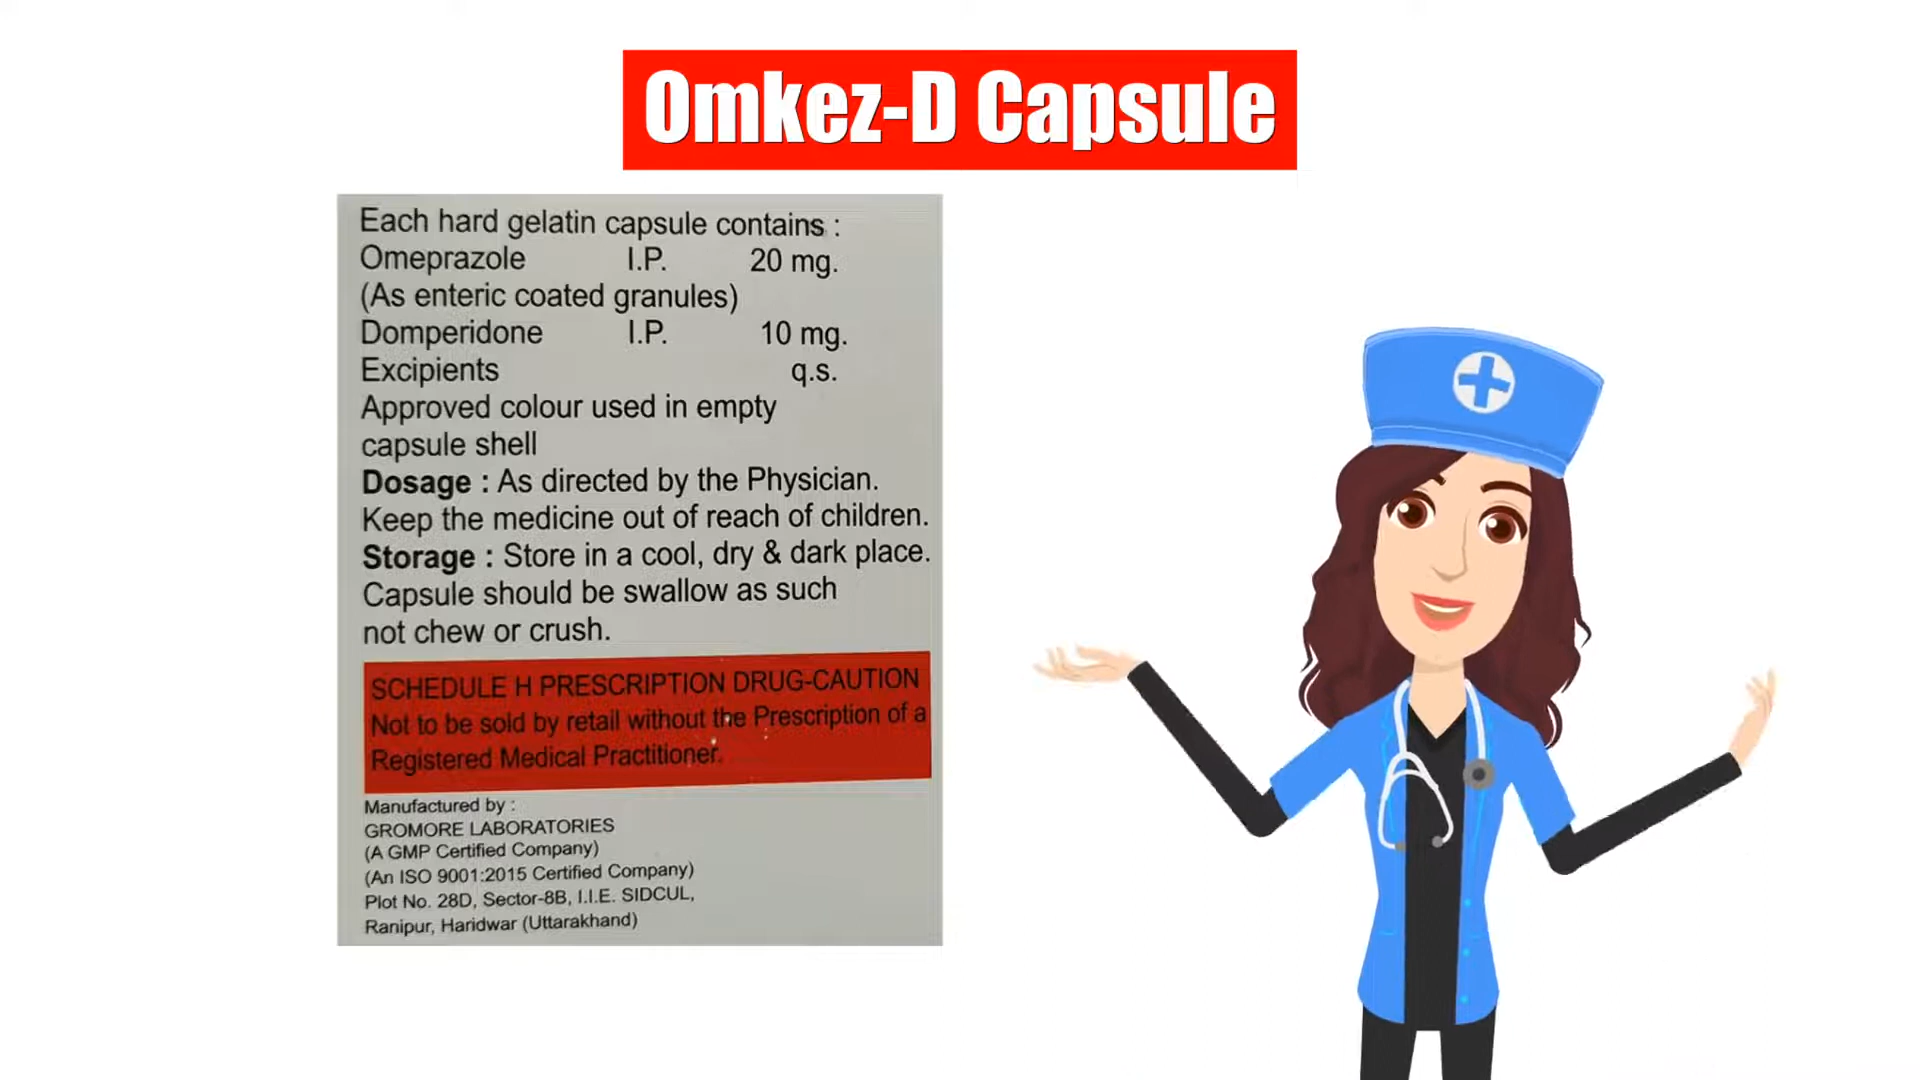 Omkez-D Capsule
Each hard gelatin capsule contains :
Omeprazole I.P. 20 mg.
(As enteric coated granules)
Domperidone I.P. 10 mg.
Excipients q.s.
Approved colour used in empty
capsule shell
Dosage : As directed by the Physician.
Keep the medicine out of reach of children.
Storage : Store in a cool, dry & dark place.
Capsule should be swallow as such
not chew or crush.
SCHEDULE H PRESCRIPTION DRUG-CAUTION
Not to be sold by retail without the Prescription of a
Registered Medical Practitioner.
Manufactured by :
GROMORE LABORATORIES
(A GMP Certified Company)
(An ISO 9001:2015 Certified Company)
Plot No. 28D, Sector-8B, I.I.E. SIDCUL,
Ranipur, Haridwar (Uttarakhand)